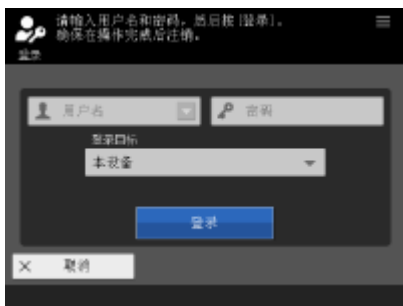 请输入用户名和密码，然后按 [登录]。
确保在操作完成后注销。
登录
用户名
密码
登录目标
本设备
登录
取消